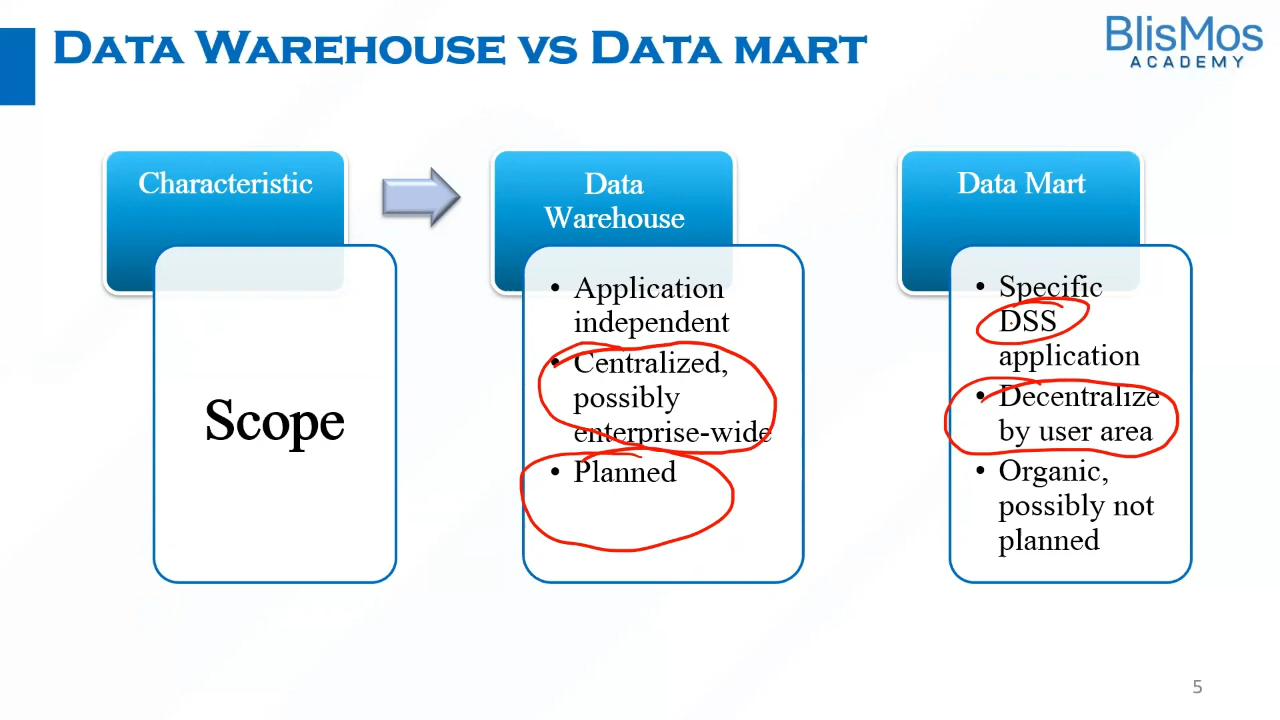 DATA WAREHOUSE VS DATA MART
BlisMos
ACADEMY
Characteristic
Scope
Data
Warehouse
• Application
independent
• Centralized,
possibly
enterprise-wide
• Planned
Data Mart
• Specific
DSS
application
• Decentralize
by user area
• Organic,
possibly not
planned
5